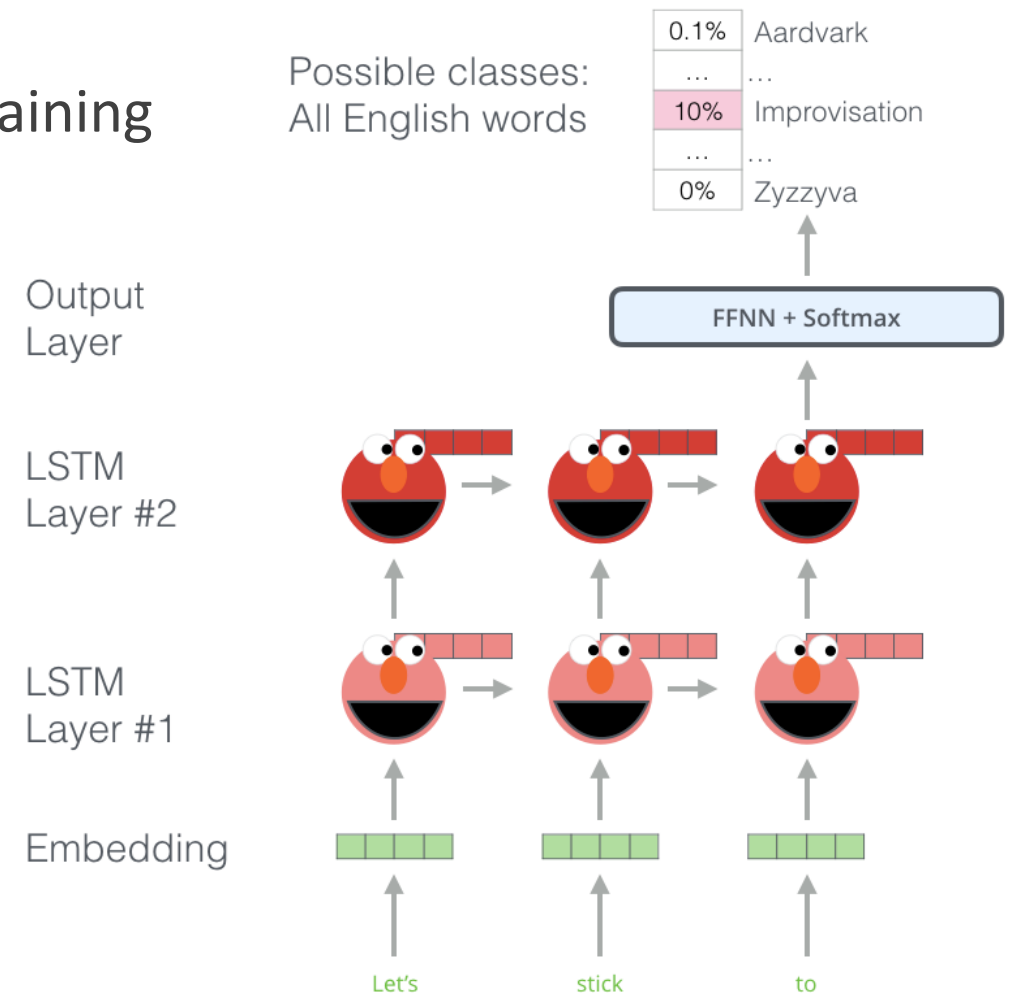 0.1% Aardvark
Possible classes:
... ...
aining
All English words
10% Improvisation
... ...
0% Zyzzyva
Output
Layer
FFNN + Softmax
LSTM
Layer #2
LSTM
Layer #1
Embedding
Let's stick to